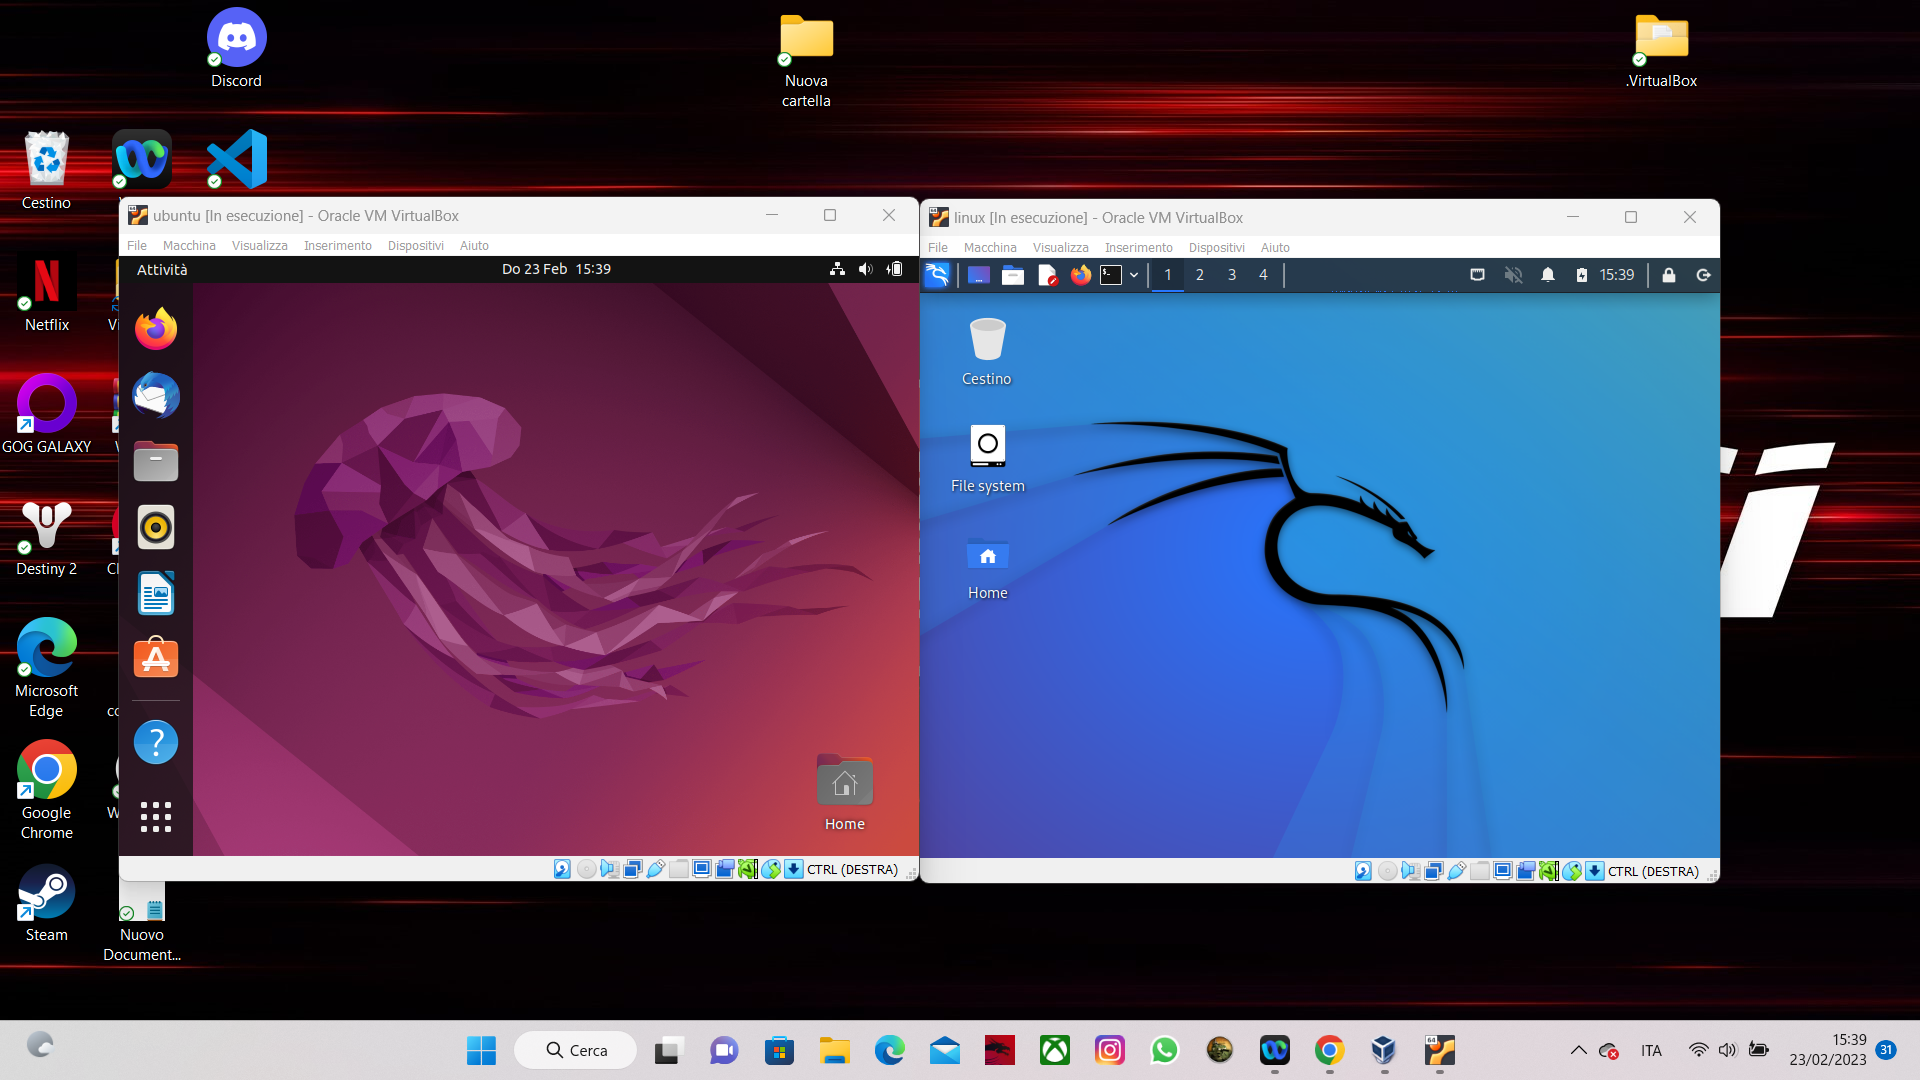 Discord
Nuova
cartella
.VirtualBox
Cestino
Netflix
GOG GALAXY
Destiny 2
Microsoft
Edge
Google
Chrome
Steam
Nuovo
Document...
ubuntu [In esecuzione] - Oracle VM VirtualBox
File Macchina Visualizza Inserimento Dispositivi Aiuto
Attività
Do 23 Feb 15:39
Home
CTRL (DESTRA)
linux [In esecuzione] - Oracle VM VirtualBox
File Macchina Visualizza Inserimento Dispositivi Aiuto
1 2 3 4
15:39
Cestino
File system
Home
CTRL (DESTRA)
Cerca
64
ITA
15:39
23/02/2023
31